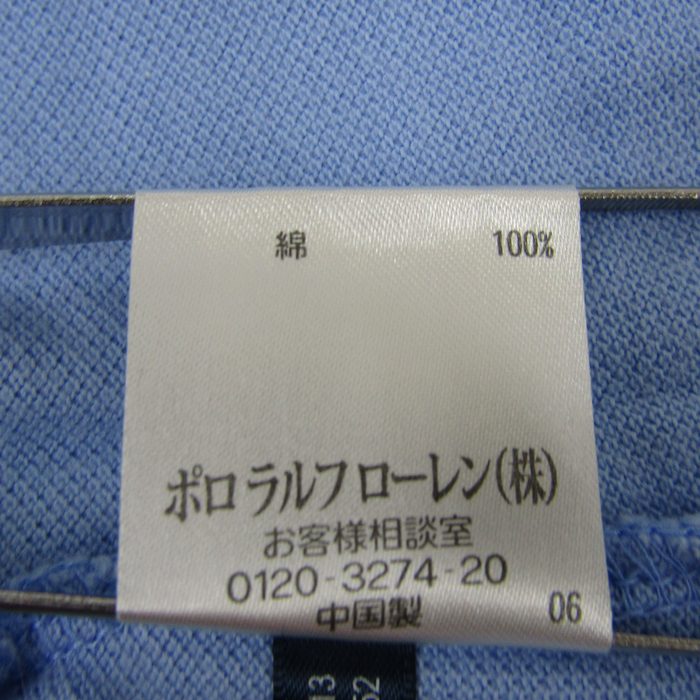 綿 100%
ポロ ラルフ ローレン(株)
お客様相談室
0120-3274-20
中国製 06